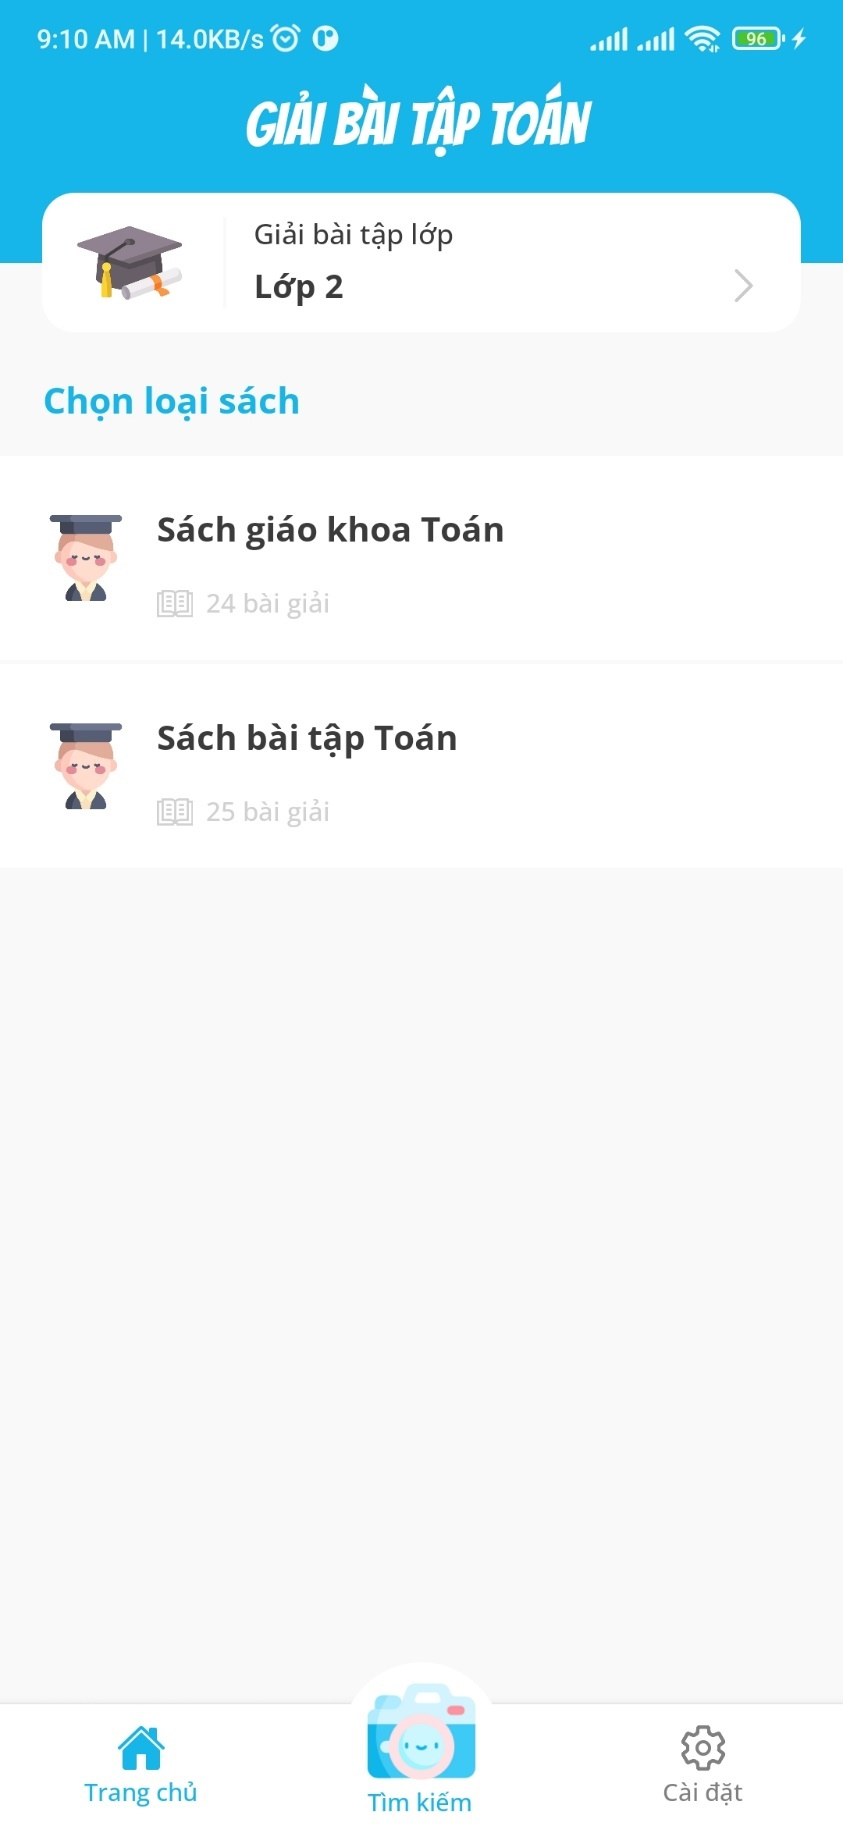 9:10 AM | 14.0KB/s 96
GIẢI BÀI TẬP TOÁN
Giải bài tập lớp
Lớp 2
Chọn loại sách
Sách giáo khoa Toán
24 bài giải
Sách bài tập Toán
25 bài giải
Trang chủ
Tìm kiếm
Cài đặt